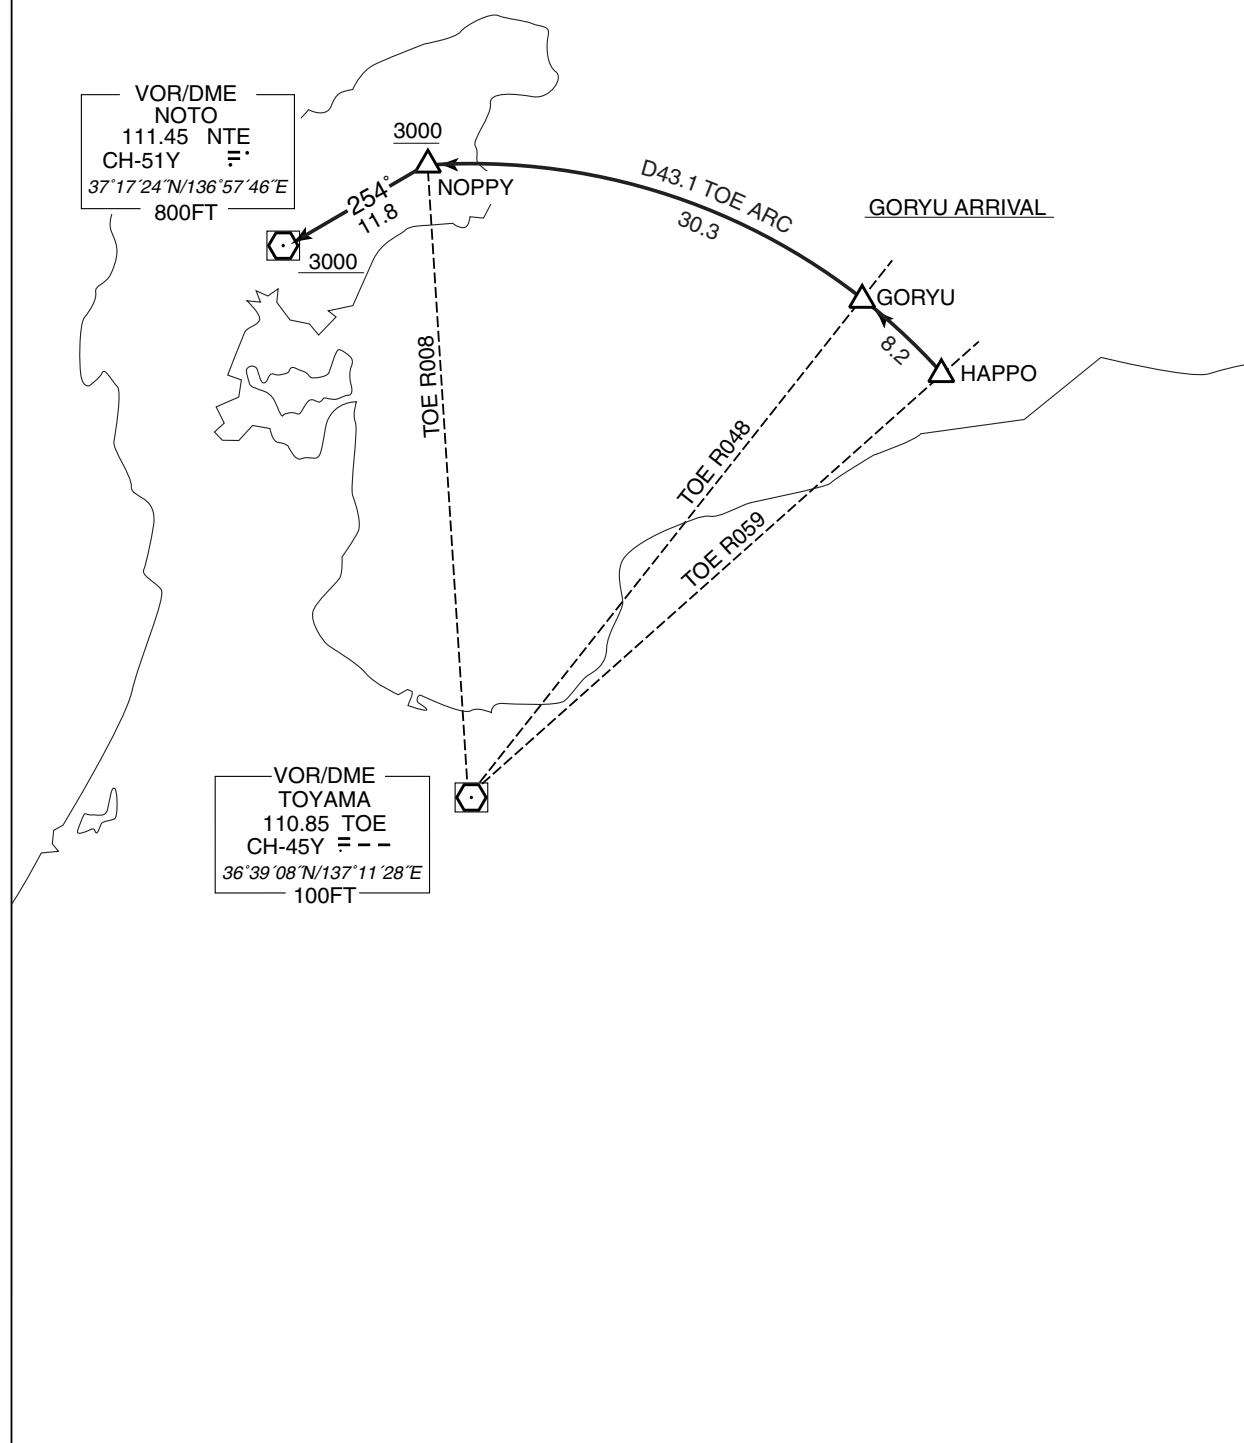 VOR/DME
NOTO
111.45 NTE
CH-51Y
37°17´24˝N/136°57´46˝E
800FT
3000
NOPPY
254°
11.8
3000
D43.1 TOE ARC
30.3
GORYU ARRIVAL
GORYU
8.2
HAPPO
TOE R008
TOE R048
TOE R059
VOR/DME
TOYAMA
110.85 TOE
CH-45Y
36°39´08˝N/137°11´28˝E
100FT